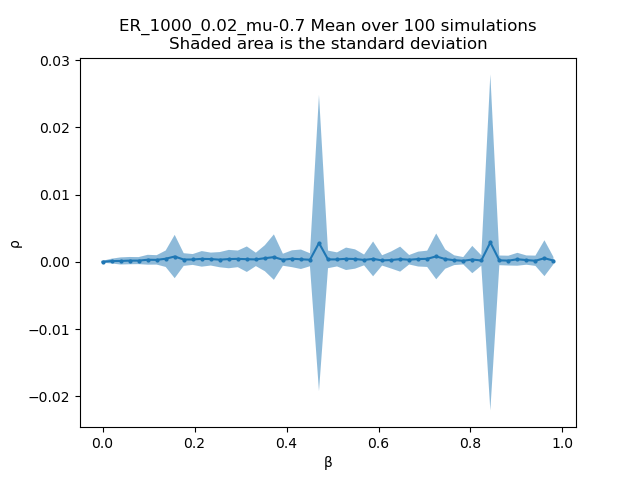 ER_1000_0.02_mu-0.7 Mean over 100 simulations
Shaded area is the standard deviation
0.03
0.02
0.01
0.00
−0.01
−0.02
ρ
0.0 0.2 0.4 0.6 0.8 1.0
β